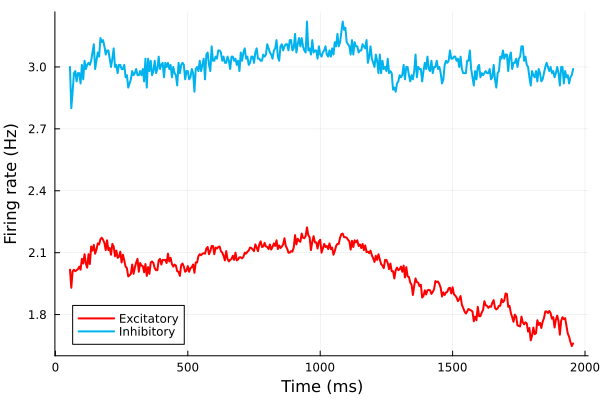 Firing rate (Hz)
3.0
2.7
2.4
2.1
1.8
Excitatory
Inhibitory
0 500 1000 1500 2000
Time (ms)